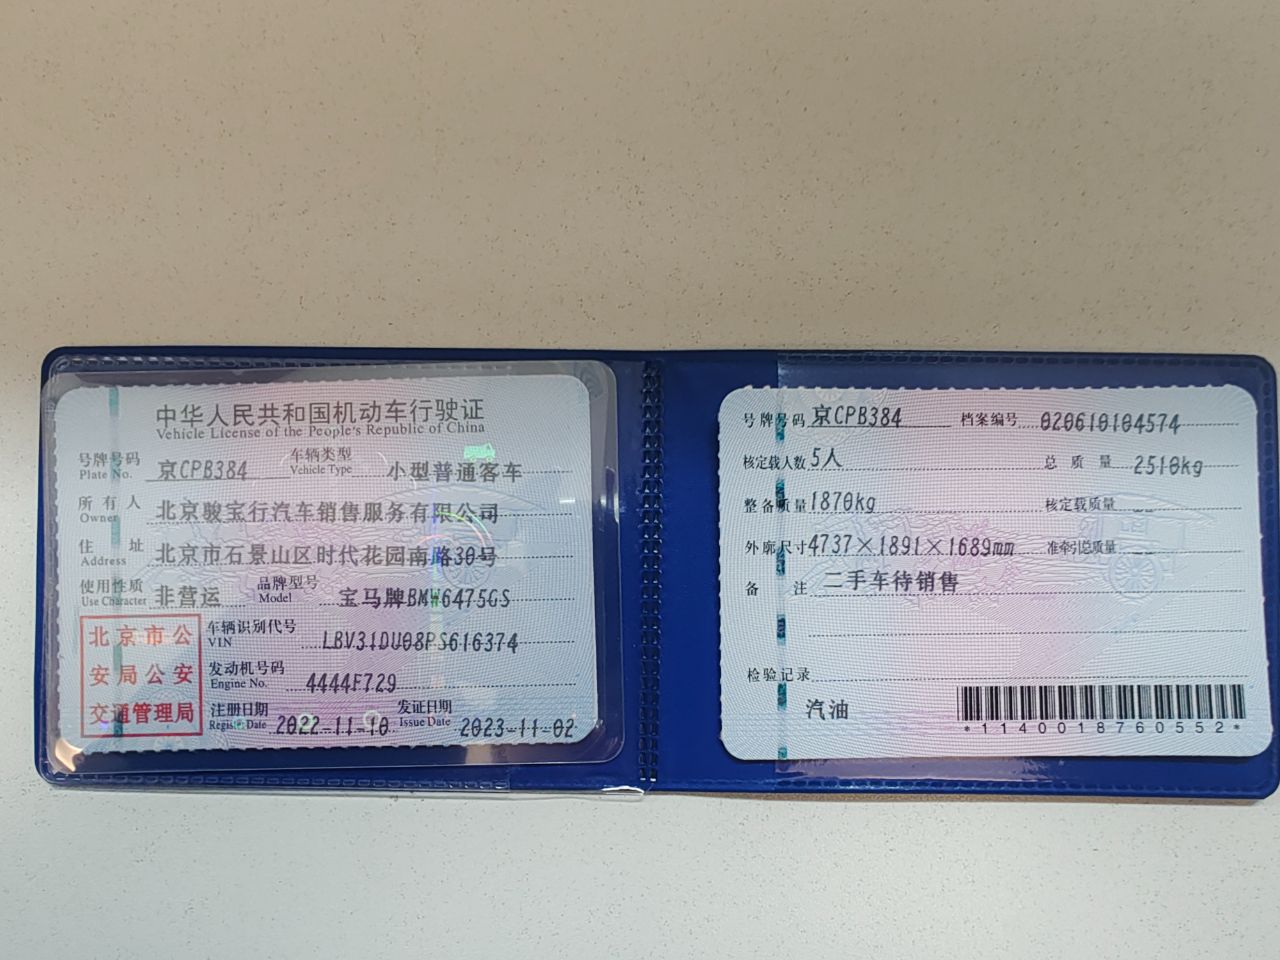 中华人民共和国机动车行驶证
Vehicle License of the People's Republic of China
号牌号码 京CPB384 车辆类型 小型普通客车
Plate No. Vehicle Type
所有人 北京骏宝行汽车销售服务有限公司
Owner
住址 北京市石景山区时代花园南路30号
Address
使用性质 非营运 品牌型号 宝马牌BMW6475GS
Use Character Model
北京市公安局公安交通管理局
车辆识别代号 LBV31DU08PS616374
VIN
发动机号码 4444F729
Engine No.
注册日期 2022-11-10 发证日期 2023-11-02
Register Date Issue Date
号牌号码 京CPB384 档案编号 020610104574
核定载人数 5人 总质量 2510kg
整备质量 1870kg 核定载质量 --
外廓尺寸 4737×1891×1689mm 准牵引总质量 --
备注 二手车待销售
检验记录
汽油
*1140018760552*